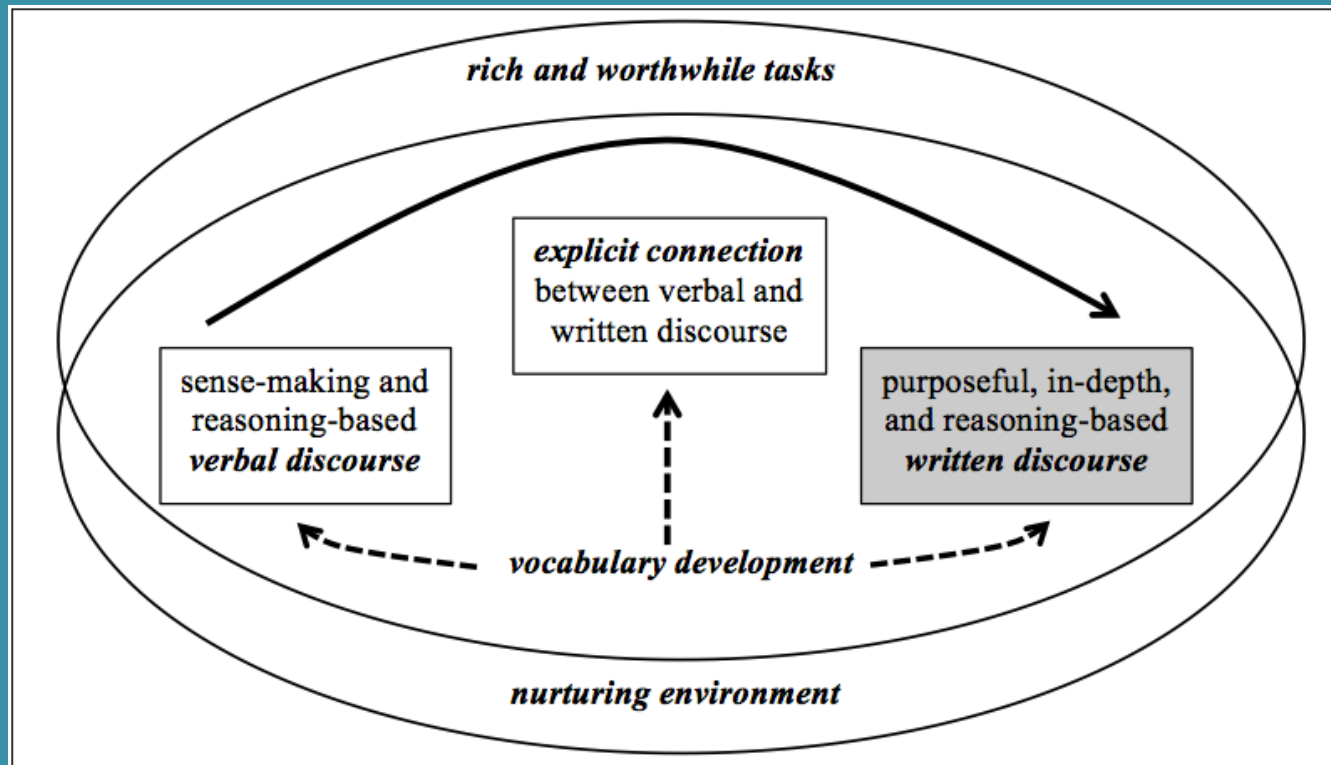 rich and worthwhile tasks
explicit connection
between verbal and
written discourse
sense-making and
reasoning-based
verbal discourse
purposeful, in-depth,
and reasoning-based
written discourse
vocabulary development
nurturing environment